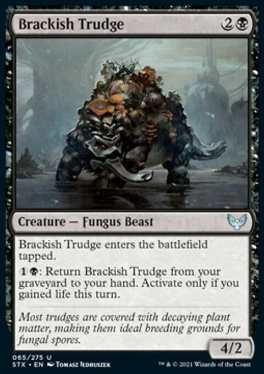 Brackish Trudge 2
Creature — Fungus Beast
Brackish Trudge enters the battlefield
tapped.
1: Return Brackish Trudge from your
graveyard to your hand. Activate only if you
gained life this turn.
Most trudges are covered with decaying plant
matter, making them ideal breeding grounds for
fungal spores.
4/2
065/275 U
STX • EN Tomasz Jedruszek
™ & © 2021 Wizards of the Coast